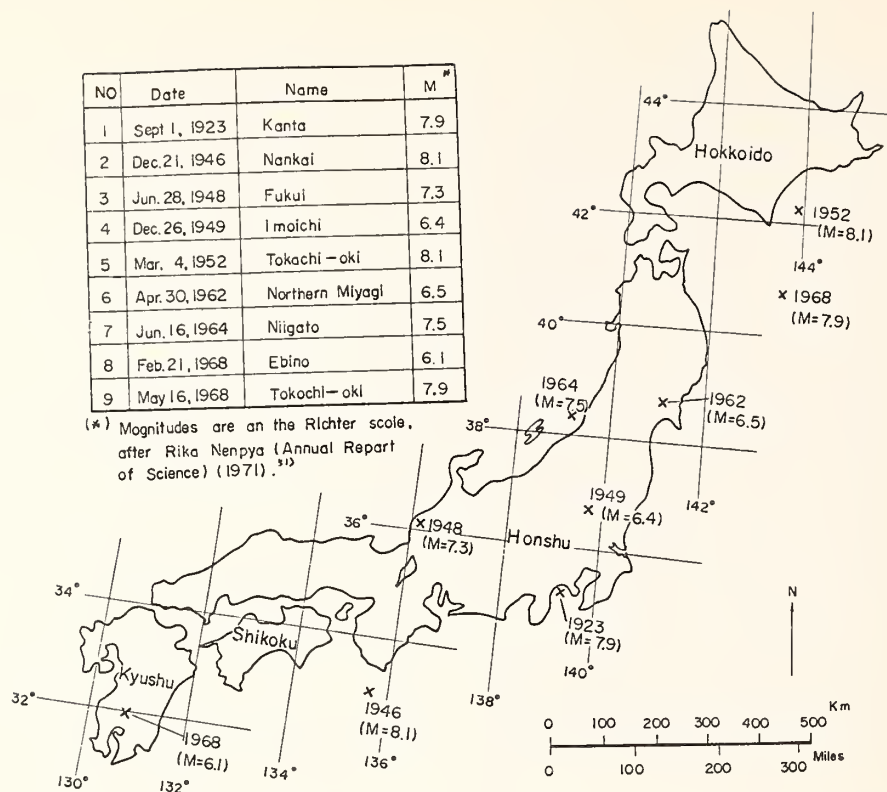 NO Date Name M*
1 Sept 1, 1923 Kanta 7.9
2 Dec. 21, 1946 Nankai 8.1
3 Jun. 28, 1948 Fukui 7.3
4 Dec 26, 1949 Imoichi 6.4
5 Mar. 4, 1952 Tokachi-oki 8.1
6 Apr. 30, 1962 Northern Miyagi 6.5
7 Jun. 16, 1964 Niigato 7.5
8 Feb. 21, 1968 Ebino 6.1
9 May 16, 1968 Tokochi-oki 7.9
(*) Mognitudes are an the Richter scole,
after Rika Nenpya (Annual Repart
of Science) (1971).³¹⁾
44°
Hokkoido
42°
1952
(M=8.1)
144°
1968
(M=7.9)
40°
1964
(M=7.5)
1962
(M=6.5)
38°
142°
1949
(M=6.4)
36°
1948
(M=7.3)
Honshu
34°
1923
(M=7.9)
140°
N
Shikoku
Kyushu
32°
138°
1946
(M=8.1)
136°
1968
(M=6.1)
134°
132°
130°
Km
0 100 200 300 400 500
0 100 200 300
Miles